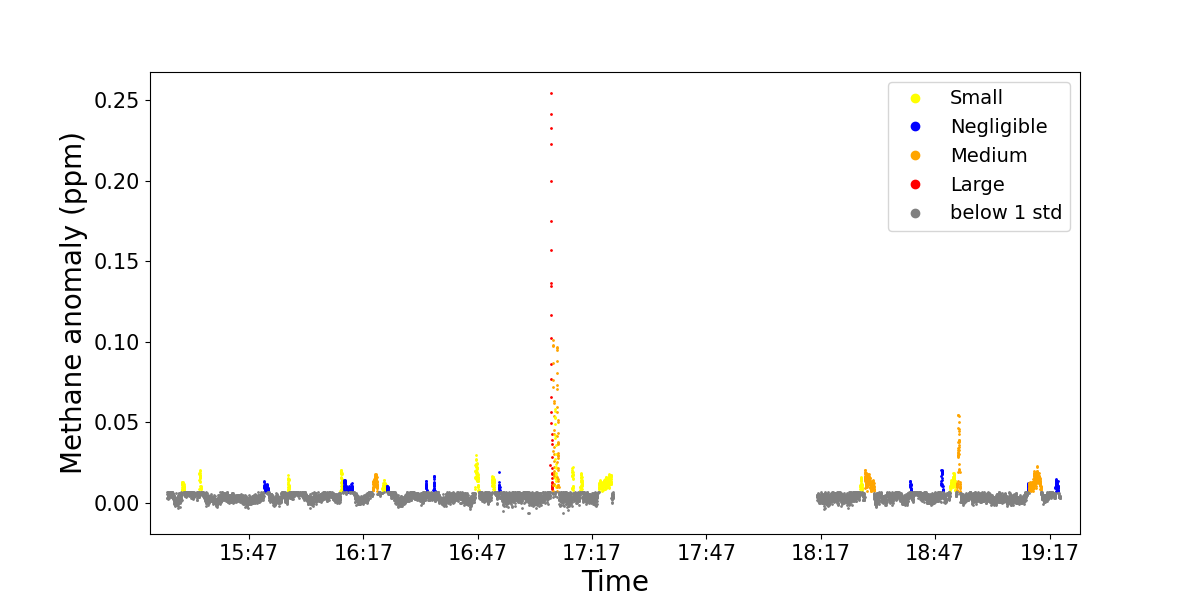 Methane anomaly (ppm)
0.25
0.20
0.15
0.10
0.05
0.00
Small
Negligible
Medium
Large
below 1 std
15:47 16:17 16:47 17:17 17:47 18:17 18:47 19:17
Time